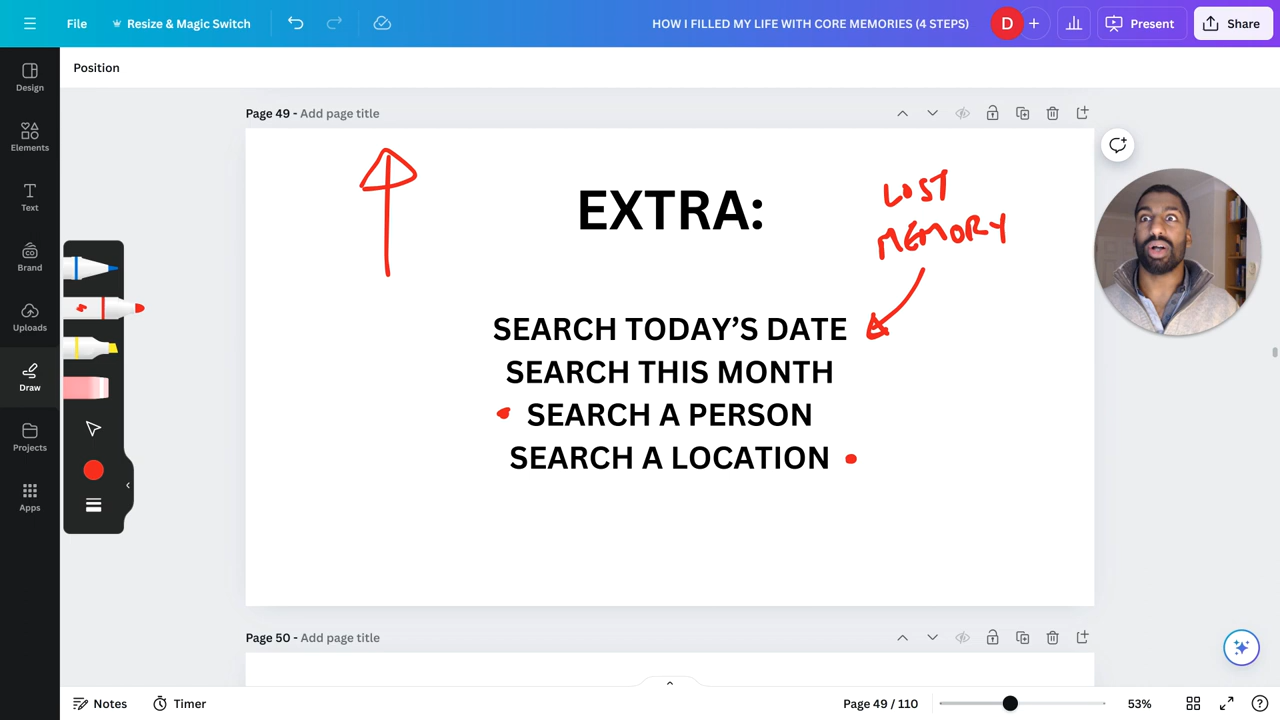 File
Resize & Magic Switch
HOW I FILLED MY LIFE WITH CORE MEMORIES (4 STEPS)
D
Present
Share
Position
Design
Elements
Text
Brand
Uploads
Draw
Projects
Apps
Page 49 - Add page title
EXTRA:
LOST
MEMORY
SEARCH TODAY’S DATE
SEARCH THIS MONTH
SEARCH A PERSON
SEARCH A LOCATION
Page 50 - Add page title
Notes
Timer
Page 49 / 110
53%